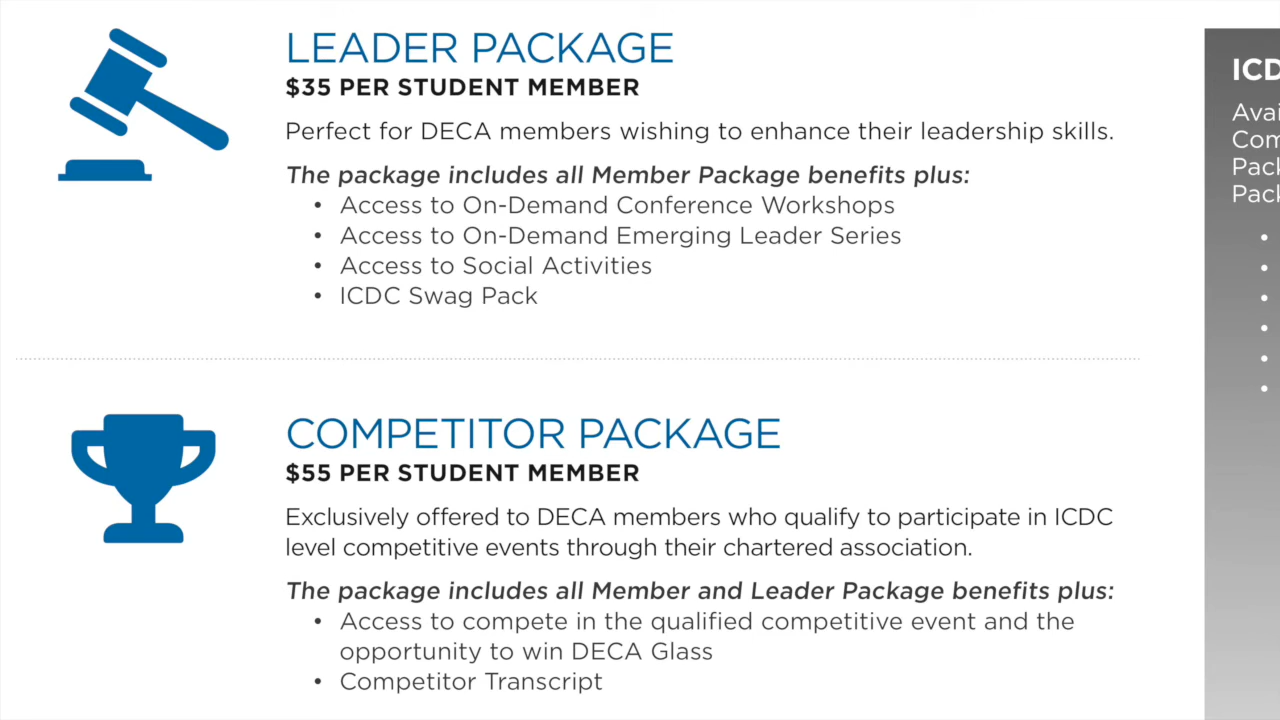 LEADER PACKAGE
$35 PER STUDENT MEMBER
Perfect for DECA members wishing to enhance their leadership skills.
The package includes all Member Package benefits plus:
• Access to On-Demand Conference Workshops
• Access to On-Demand Emerging Leader Series
• Access to Social Activities
• ICDC Swag Pack
COMPETITOR PACKAGE
$55 PER STUDENT MEMBER
Exclusively offered to DECA members who qualify to participate in ICDC
level competitive events through their chartered association.
The package includes all Member and Leader Package benefits plus:
• Access to compete in the qualified competitive event and the
opportunity to win DECA Glass
• Competitor Transcript